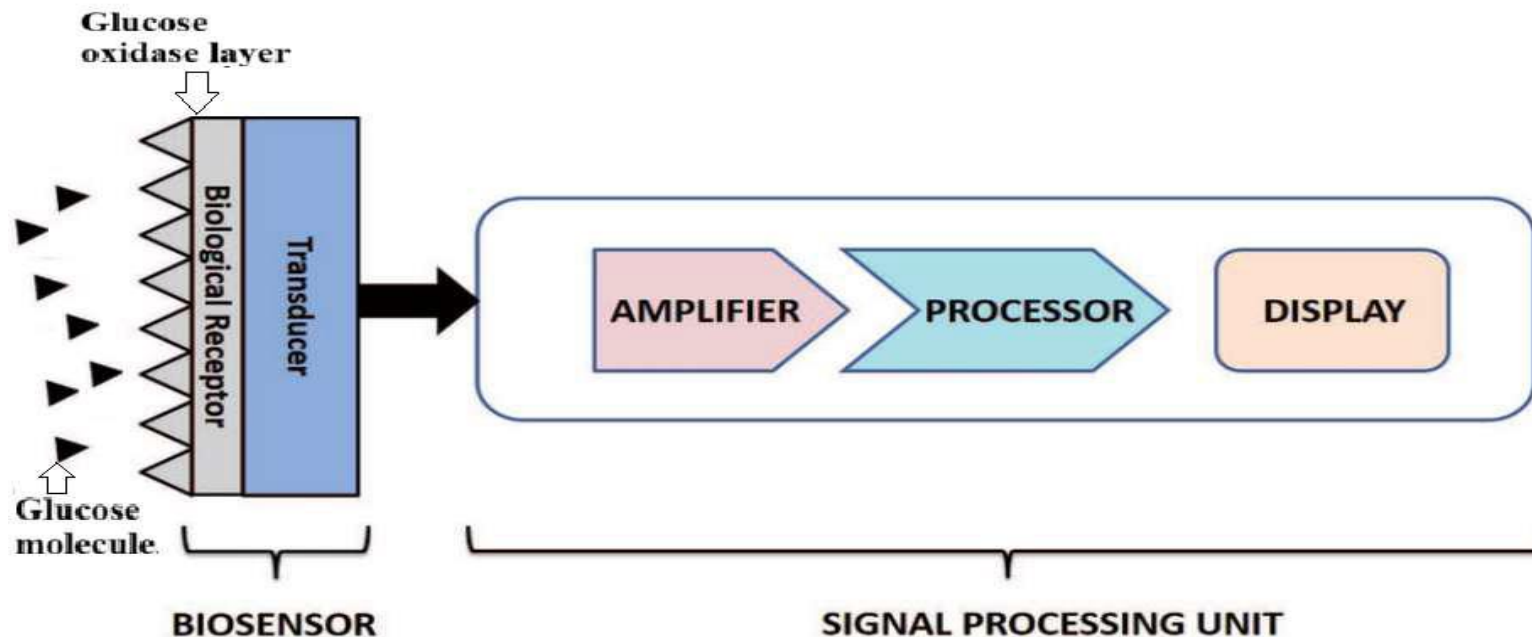 Glucose
oxidase layer
Biological Receptor
Transducer
AMPLIFIER
PROCESSOR
DISPLAY
Glucose
molecule.
BIOSENSOR
SIGNAL PROCESSING UNIT